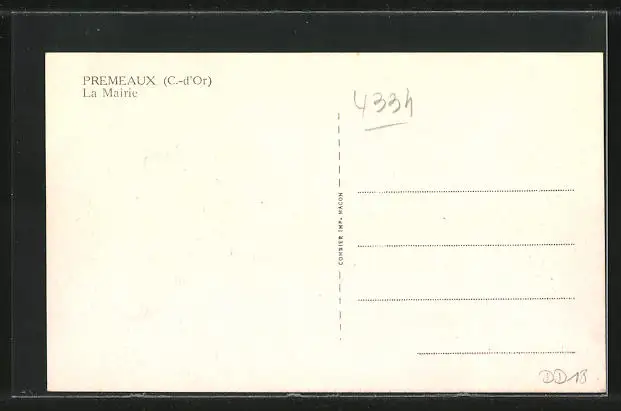 PREMEAUX (C.-d'Or)
La Mairie
4334
COMBIER IMP. MACON
DD18